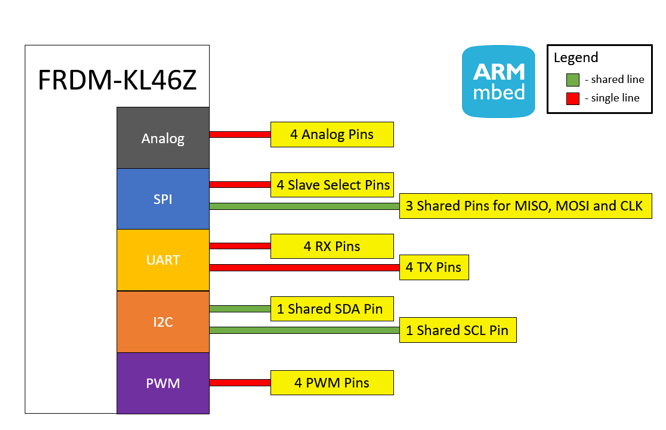 FRDM-KL46Z
ARM
mbed
Legend
- shared line
- single line
Analog
4 Analog Pins
SPI
4 Slave Select Pins
3 Shared Pins for MISO, MOSI and CLK
UART
4 RX Pins
4 TX Pins
I2C
1 Shared SDA Pin
1 Shared SCL Pin
PWM
4 PWM Pins